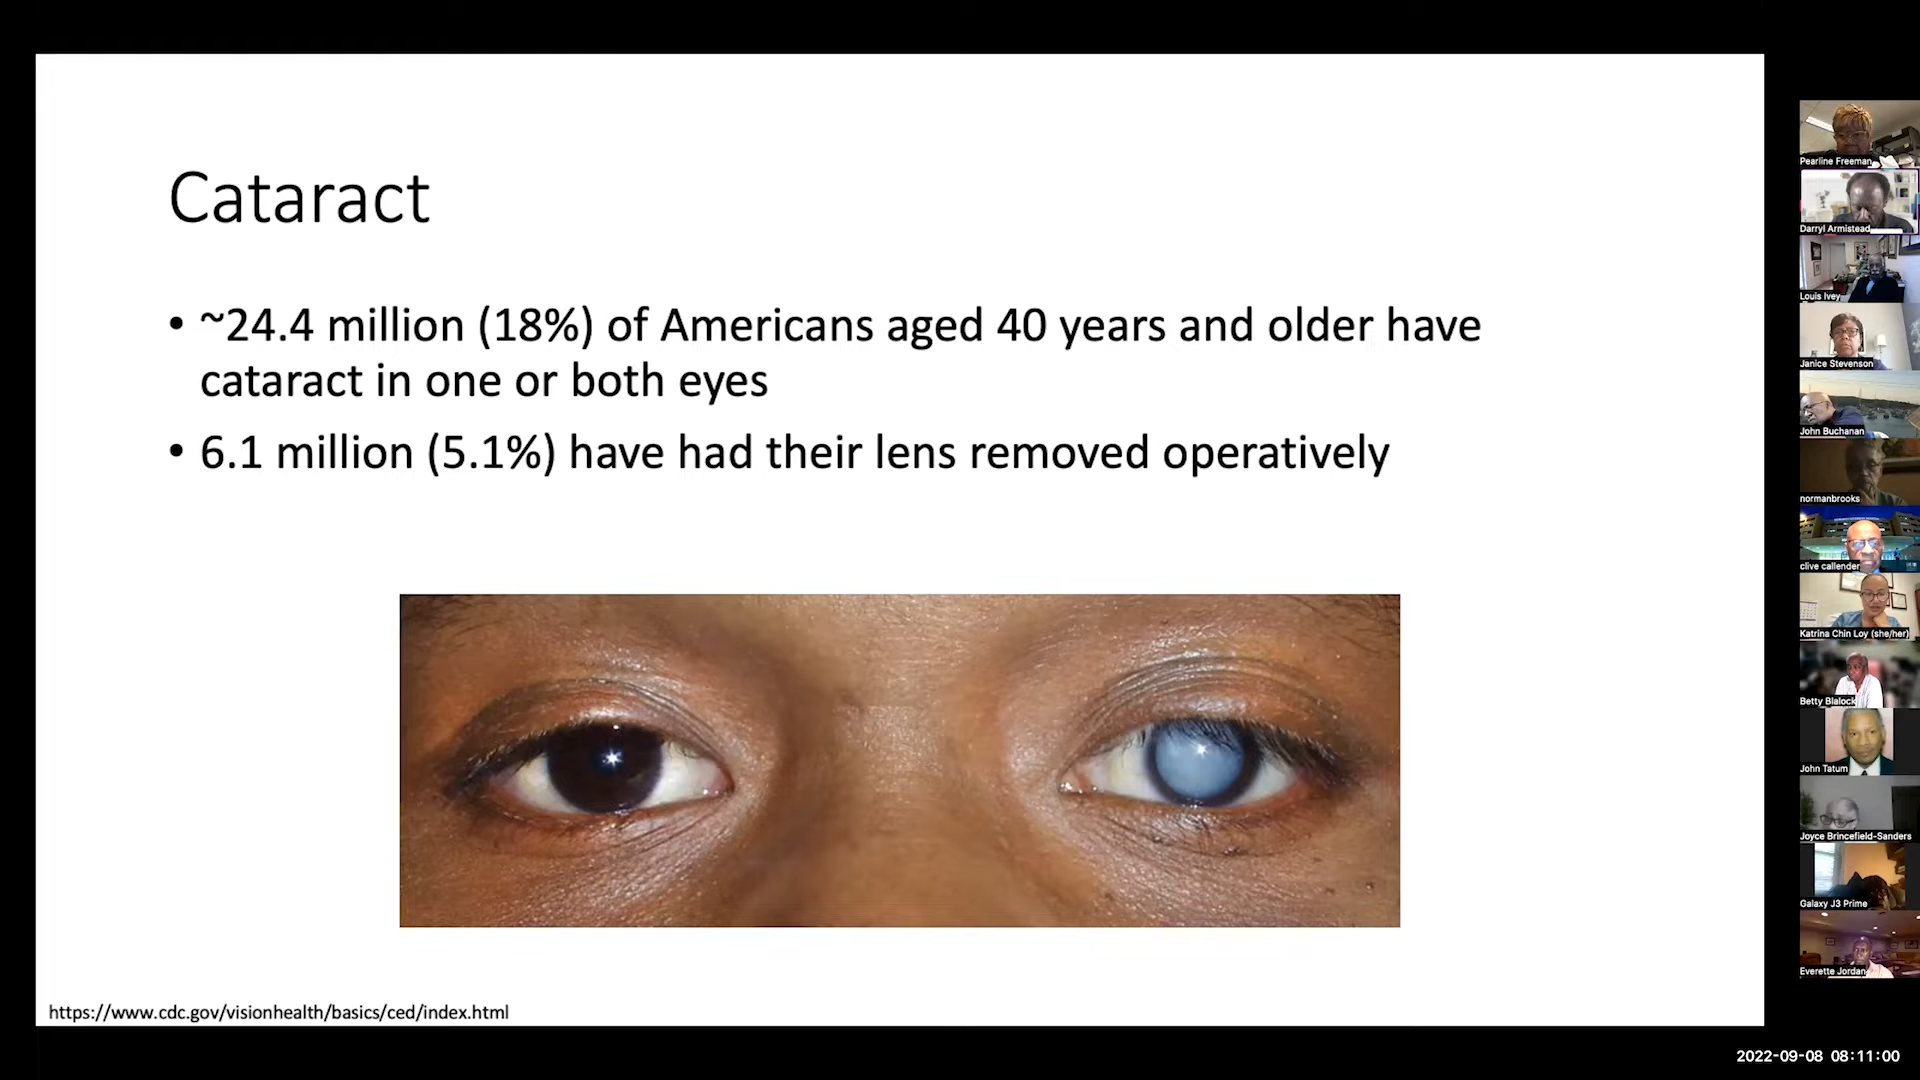 Cataract
• ~24.4 million (18%) of Americans aged 40 years and older have
cataract in one or both eyes
• 6.1 million (5.1%) have had their lens removed operatively
https://www.cdc.gov/visionhealth/basics/ced/index.html
Pearline Freeman
Darryl Armistead
Louis Ivey
Janice Stevenson
John Buchanan
normanbrooks
clive callender
Katrina Chin Loy (she/her)
Betty Blalock
John Tatum
Joyce Brincefield-Sanders
Galaxy J3 Prime
Everette Jordan
2022-09-08 08:11:00